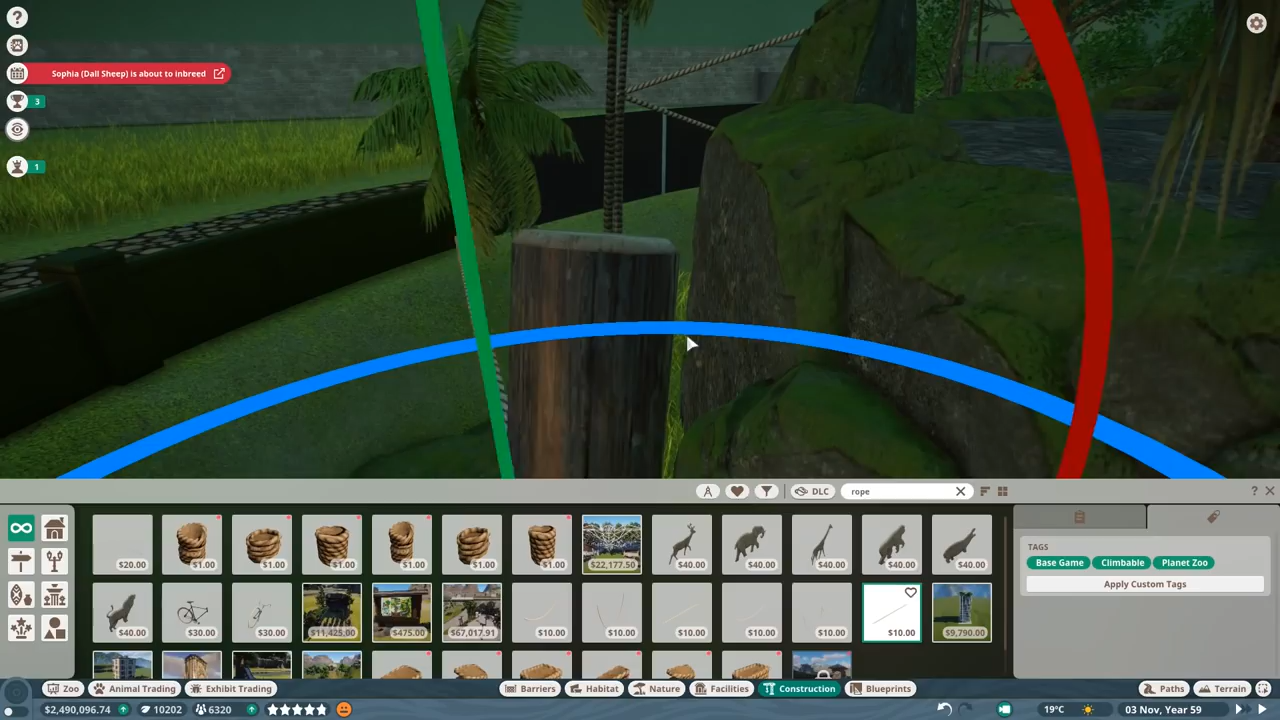 ?
Sophia (Dall Sheep) is about to inbreed
3
1
DLC
rope
? ×
$20.00
$1.00
$1.00
$1.00
$1.00
$1.00
$1.00
$22,177.50
$40.00
$40.00
$40.00
$40.00
$40.00
$40.00
$30.00
$30.00
$11,425.00
$475.00
$67,017.91
$10.00
$10.00
$10.00
$10.00
$10.00
$10.00
$9,790.00
TAGS
Base Game
Climbable
Planet Zoo
Apply Custom Tags
Zoo
Animal Trading
Exhibit Trading
Barriers
Habitat
Nature
Facilities
Construction
Blueprints
Paths
Terrain
$2,490,096.74
10202
6320
19°C
03 Nov, Year 59